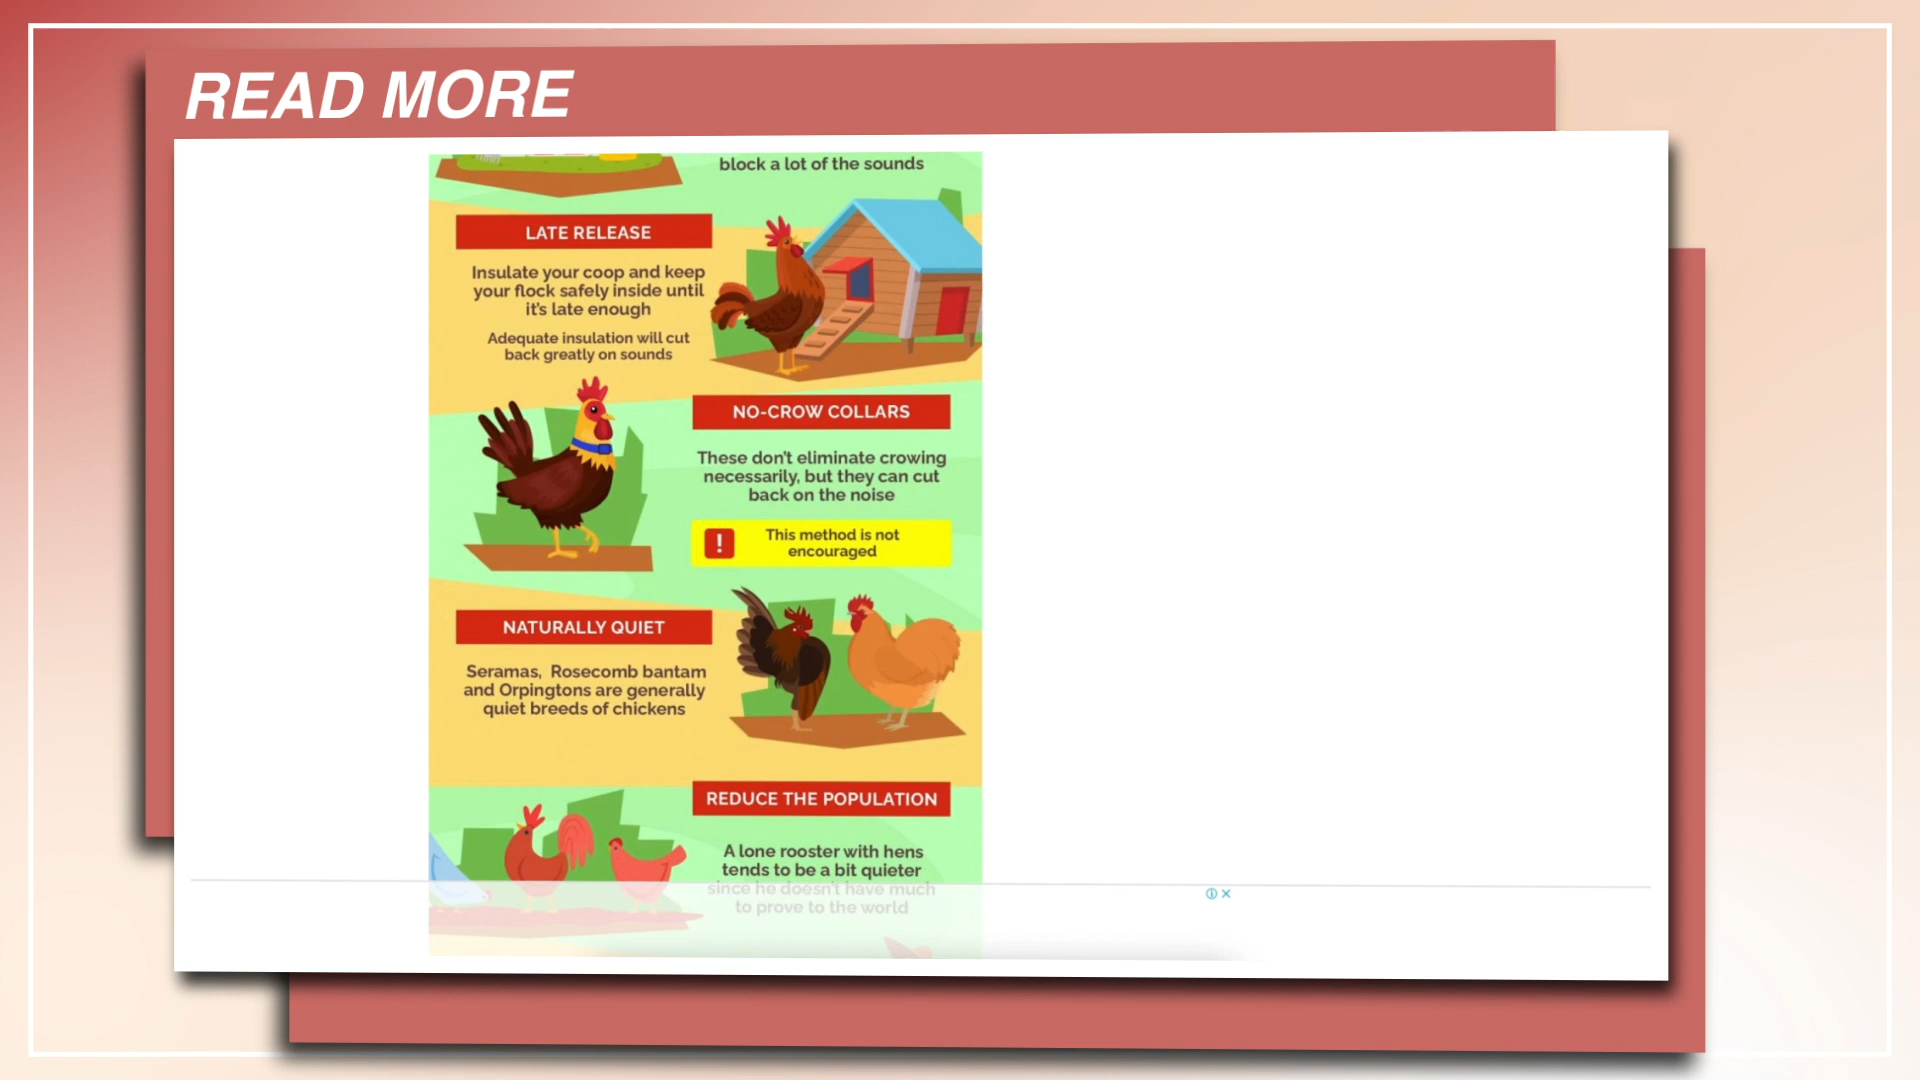 READ MORE
block a lot of the sounds
LATE RELEASE
Insulate your coop and keep
your flock safely inside until
it's late enough
Adequate insulation will cut
back greatly on sounds
NO-CROW COLLARS
These don't eliminate crowing
necessarily, but they can cut
back on the noise
! This method is not
encouraged
NATURALLY QUIET
Seramas, Rosecomb bantam
and Orpingtons are generally
quiet breeds of chickens
REDUCE THE POPULATION
A lone rooster with hens
tends to be a bit quieter
since he doesn't have much
to prove to the world